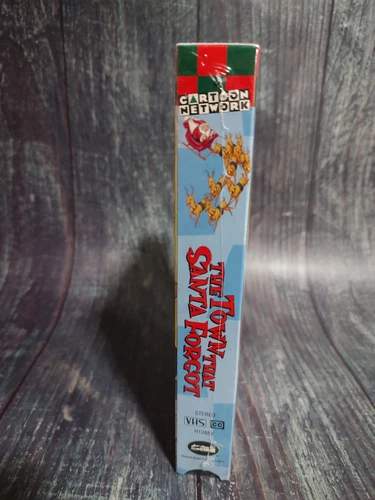 CARTOON
NETWORK
THE TOWN THAT
SANTA FORGOT
STEREO
VHS CC